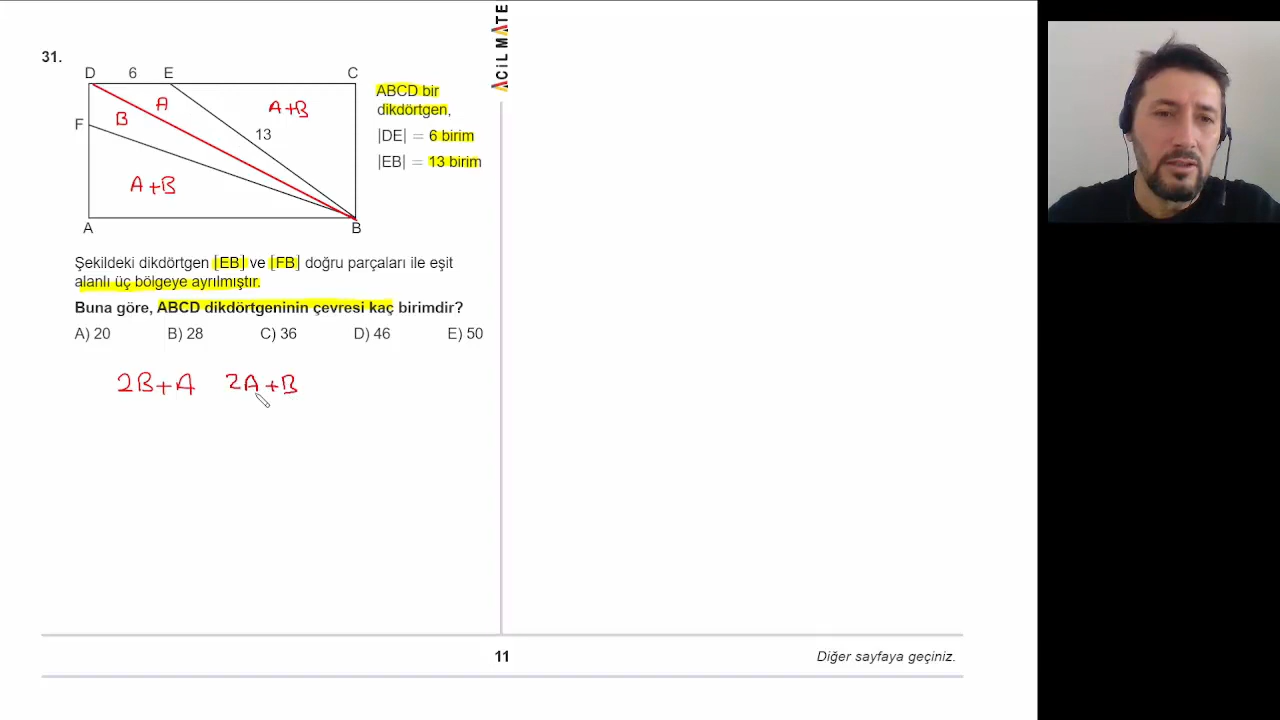 31.
D 6 E C
A
A+B
B
F
13
A+B
A B
ABCD bir
dikdörtgen,
|DE| = 6 birim
|EB| = 13 birim
Şekildeki dikdörtgen [EB] ve [FB] doğru parçaları ile eşit
alanlı üç bölgeye ayrılmıştır.
Buna göre, ABCD dikdörtgeninin çevresi kaç birimdir?
A) 20 B) 28 C) 36 D) 46 E) 50
2B+A 2A+B
ACiL MATE
11
Diğer sayfaya geçiniz.